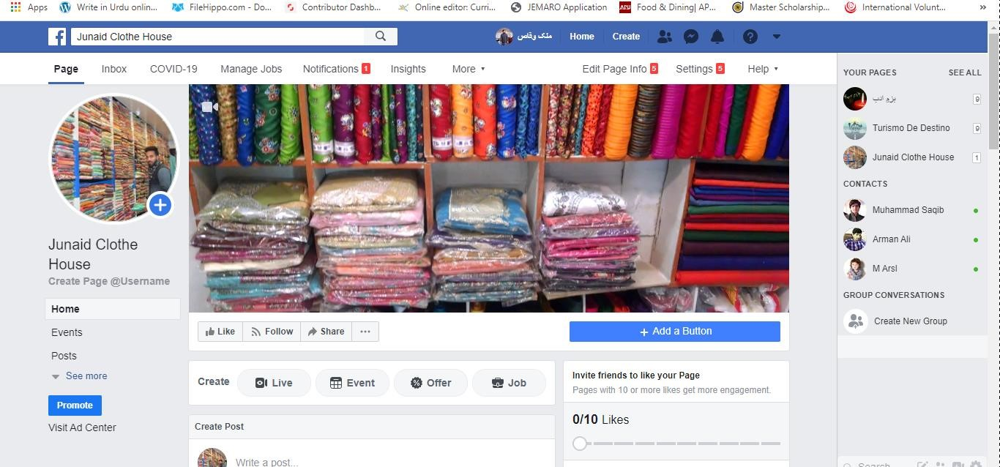 Apps
Write in Urdu onlin...
FileHippo.com - Do...
Contributor Dashb...
Online editor: Curri...
JEMARO Application
Food & Dining| AP...
Master Scholarship...
International Volunt...
»
Junaid Clothe House
ملک وقاص
Home
Create
Page
Inbox
COVID-19
Manage Jobs
Notifications 1
Insights
More
Edit Page Info 5
Settings 5
Help
YOUR PAGES
SEE ALL
بزم ادب
9
Turismo De Destino
9
Junaid Clothe House
1
CONTACTS
Muhammad Saqib
Arman Ali
M Arsl
GROUP CONVERSATIONS
Create New Group
Junaid Clothe
House
Create Page @Username
Home
Events
Posts
See more
Promote
Visit Ad Center
Like
Follow
Share
...
+ Add a Button
Create
Live
Event
Offer
Job
Create Post
Write a post...
Invite friends to like your Page
Pages with 10 or more likes get more engagement.
0/10 Likes
Search